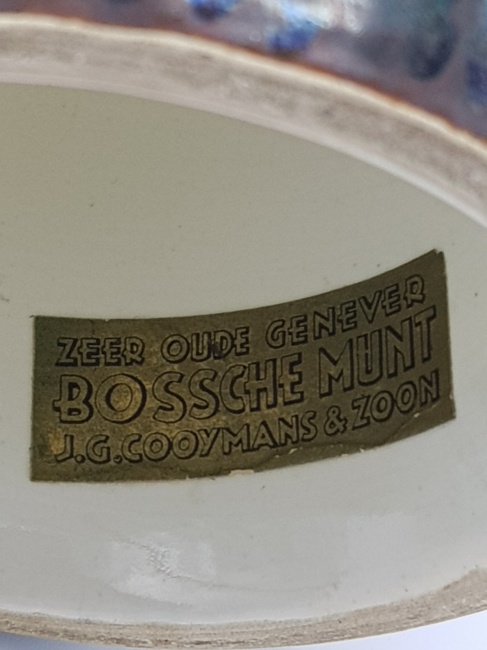 ZEER OUDE GENEVER
BOSSCHE MUNT
J.G.COOYMANS & ZOON